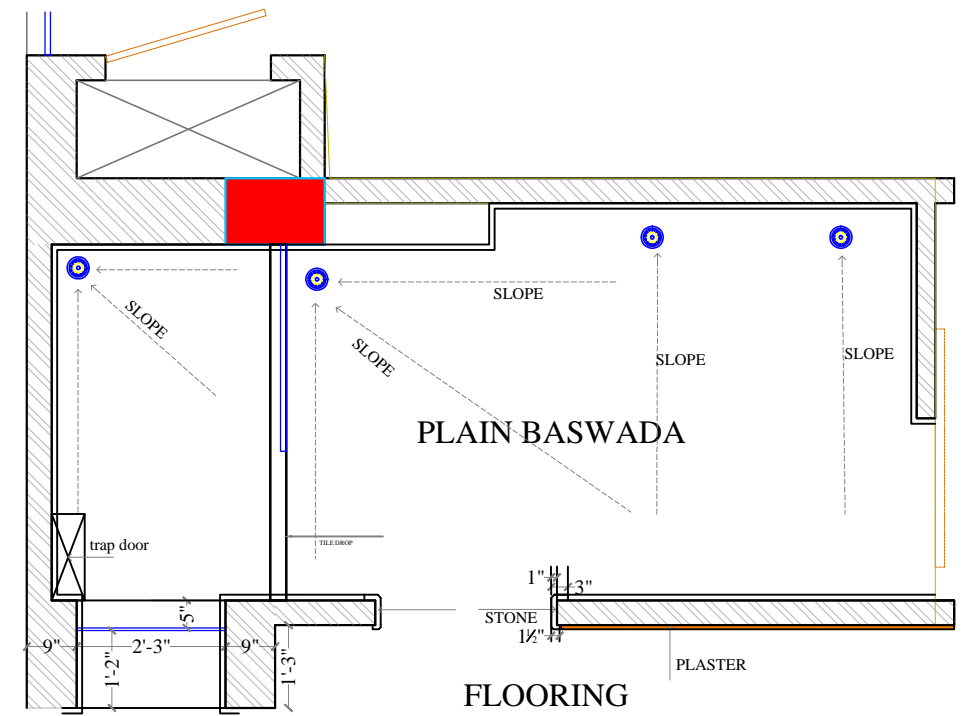 SLOPE
SLOPE
SLOPE
SLOPE
SLOPE
PLAIN BASWADA
trap door
TILE DROP
1"
3"
5"
STONE
9"
2'-3"
9"
1½"
1'-2"
1'-3"
PLASTER
FLOORING